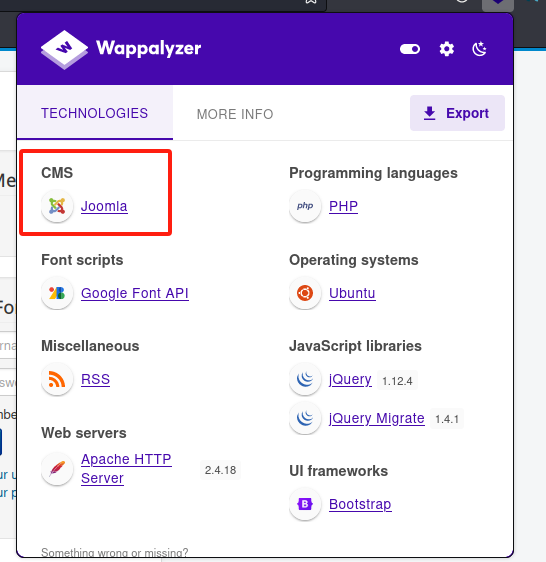 Wappalyzer
TECHNOLOGIES
MORE INFO
Export
CMS
Joomla
Font scripts
Google Font API
Miscellaneous
RSS
Web servers
Apache HTTP
Server
2.4.18
Programming languages
php
PHP
Operating systems
Ubuntu
JavaScript libraries
jQuery 1.12.4
jQuery Migrate 1.4.1
UI frameworks
B
Bootstrap
Something wrong or missing?